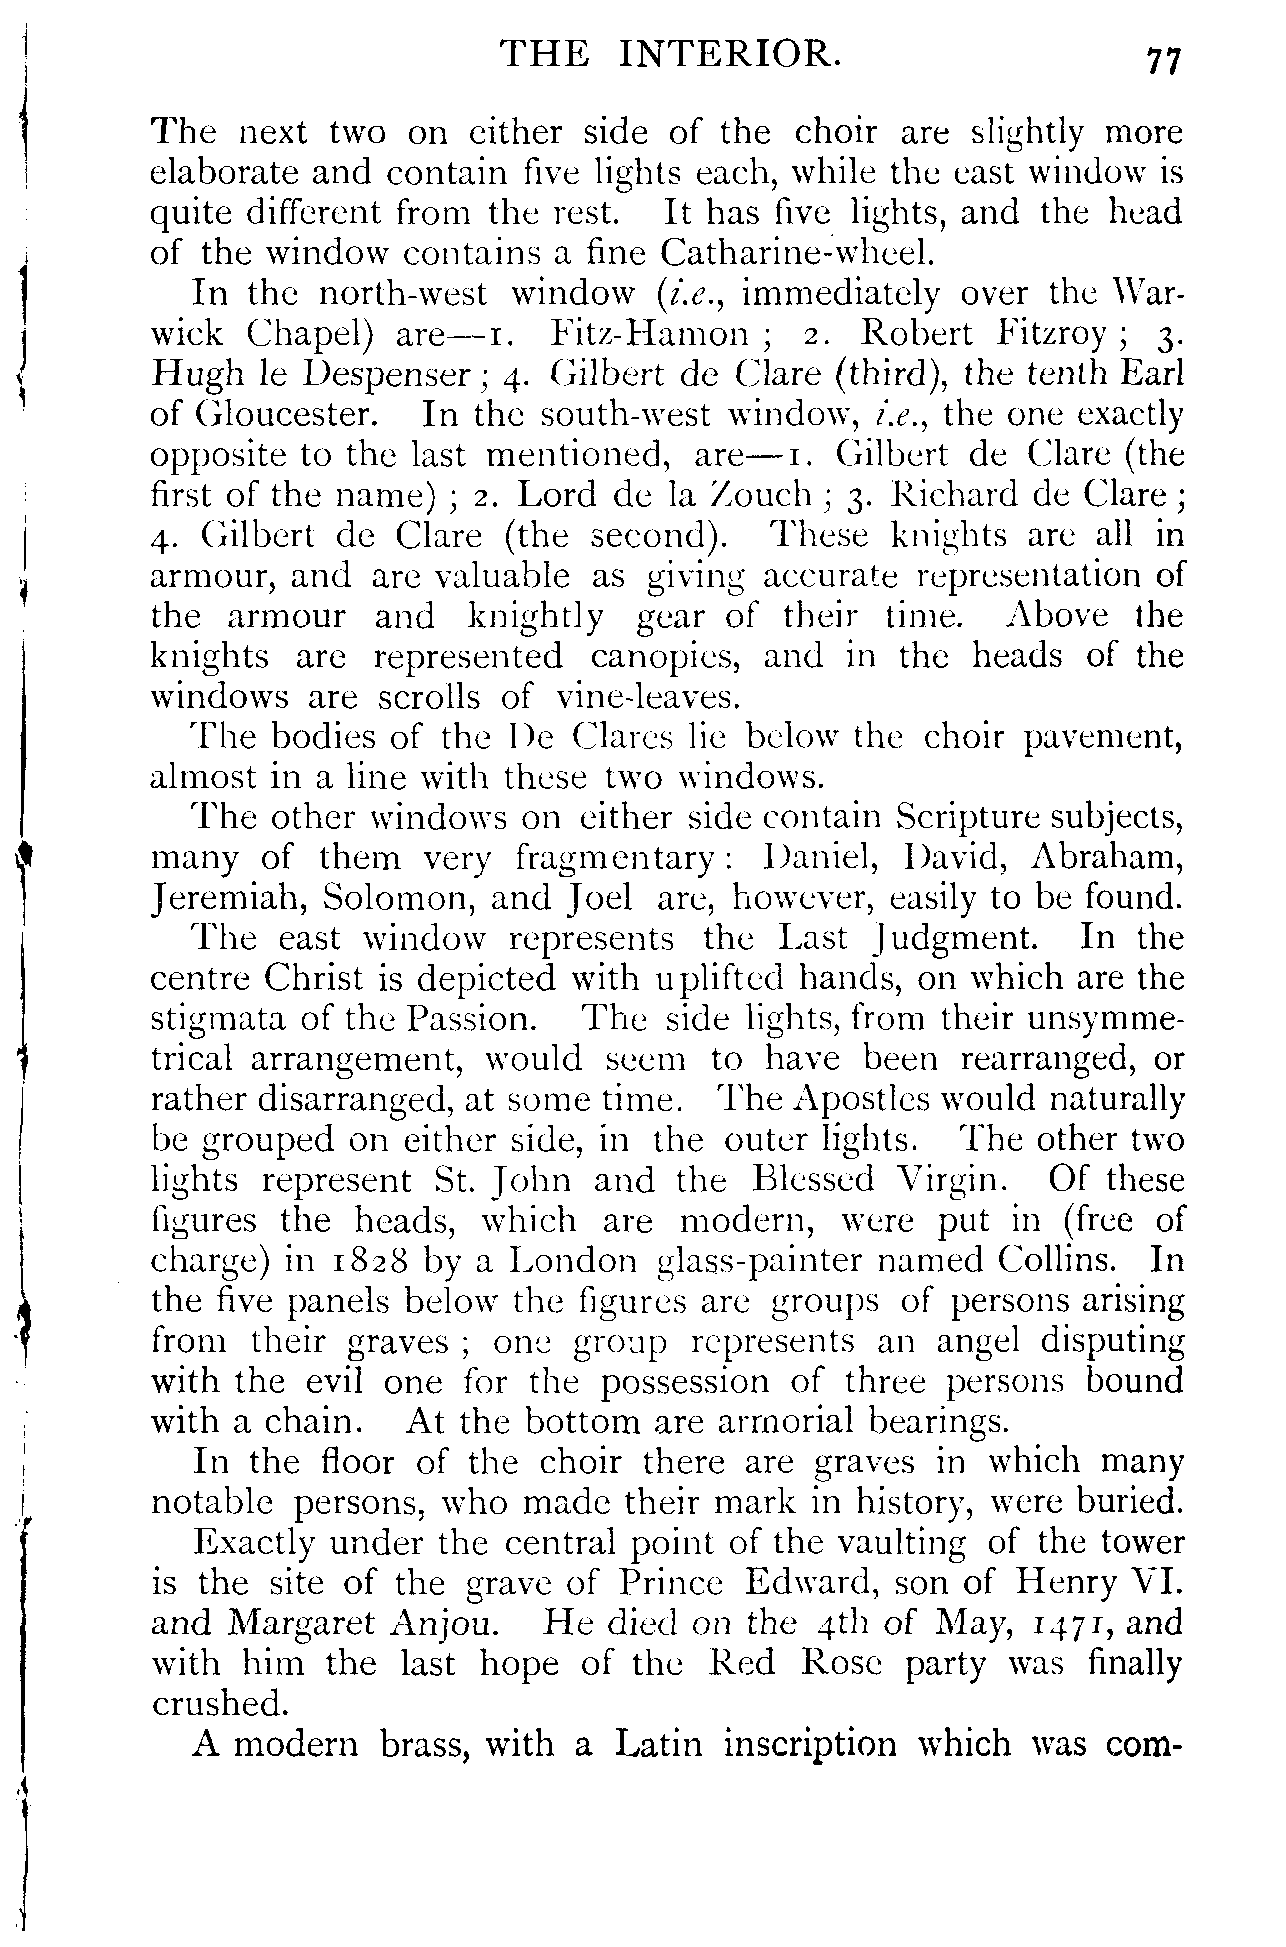 THE INTERIOR. 77
The next two on either side of the choir are slightly more
elaborate and contain five lights each, while the east window is
quite different from the rest. It has five lights, and the head
of the window contains a fine Catharine-wheel.
In the north-west window (i.e., immediately over the War-
wick Chapel) are—1. Fitz-Hamon ; 2. Robert Fitzroy ; 3.
Hugh le Despenser ; 4. Gilbert de Clare (third), the tenth Earl
of Gloucester. In the south-west window, i.e., the one exactly
opposite to the last mentioned, are—1. Gilbert de Clare (the
first of the name) ; 2. Lord de la Zouch ; 3. Richard de Clare ;
4. Gilbert de Clare (the second). These knights are all in
armour, and are valuable as giving accurate representation of
the armour and knightly gear of their time. Above the
knights are represented canopies, and in the heads of the
windows are scrolls of vine-leaves.
The bodies of the De Clares lie below the choir pavement,
almost in a line with these two windows.
The other windows on either side contain Scripture subjects,
many of them very fragmentary : Daniel, David, Abraham,
Jeremiah, Solomon, and Joel are, however, easily to be found.
The east window represents the Last Judgment. In the
centre Christ is depicted with uplifted hands, on which are the
stigmata of the Passion. The side lights, from their unsymme-
trical arrangement, would seem to have been rearranged, or
rather disarranged, at some time. The Apostles would naturally
be grouped on either side, in the outer lights. The other two
lights represent St. John and the Blessed Virgin. Of these
figures the heads, which are modern, were put in (free of
charge) in 1828 by a London glass-painter named Collins. In
the five panels below the figures are groups of persons arising
from their graves ; one group represents an angel disputing
with the evil one for the possession of three persons bound
with a chain. At the bottom are armorial bearings.
In the floor of the choir there are graves in which many
notable persons, who made their mark in history, were buried.
Exactly under the central point of the vaulting of the tower
is the site of the grave of Prince Edward, son of Henry VI.
and Margaret Anjou. He died on the 4th of May, 1471, and
with him the last hope of the Red Rose party was finally
crushed.
A modern brass, with a Latin inscription which was com-